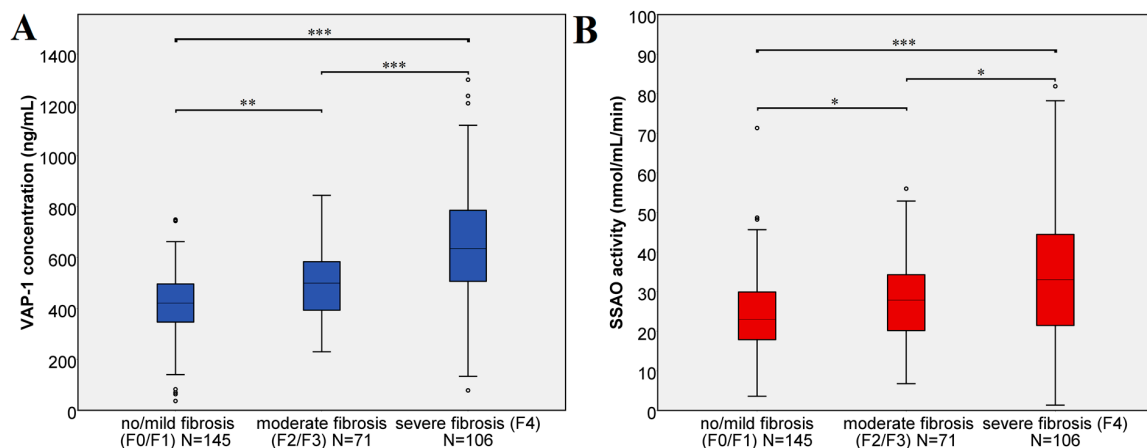 A
VAP-1 concentration (ng/mL)
1400
1200
1000
800
600
400
200
0
***
***
**
no/mild fibrosis
(F0/F1) N=145
moderate fibrosis
(F2/F3) N=71
severe fibrosis (F4)
N=106
B
SSAO activity (nmol/mL/min)
100
90
80
70
60
50
40
30
20
10
0
***
*
*
no/mild fibrosis
(F0/F1) N=145
moderate fibrosis
(F2/F3) N=71
severe fibrosis (F4)
N=106